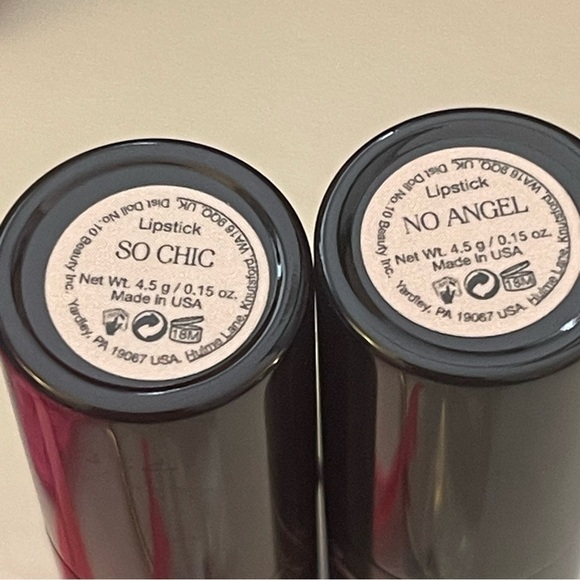 Lipstick
SO CHIC
Net Wt. 4.5 g / 0.15 oz.
Made in USA
18M
Dist Doll No. 10 Beauty Inc. Yardley, PA 19067 USA. Hulme Lane, Knutsford, WA16 8QQ, UK.
Lipstick
NO ANGEL
Net Wt. 4.5 g / 0.15 oz.
Made in USA
18M
Dist Doll No. 10 Beauty Inc. Yardley, PA 19067 USA. Hulme Lane, Knutsford, WA16 8QQ, UK.